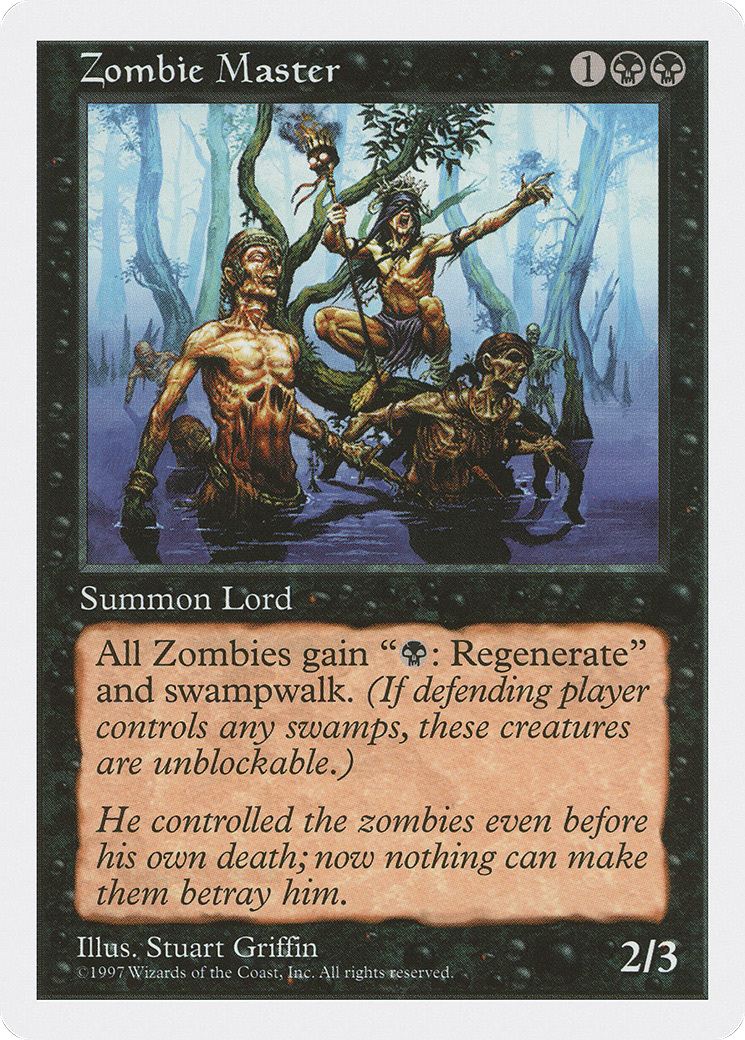 Zombie Master 1
Summon Lord
All Zombies gain “: Regenerate”
and swampwalk. (If defending player
controls any swamps, these creatures
are unblockable.)
He controlled the zombies even before
his own death; now nothing can make
them betray him.
Illus. Stuart Griffin
©1997 Wizards of the Coast, Inc. All rights reserved.
2/3